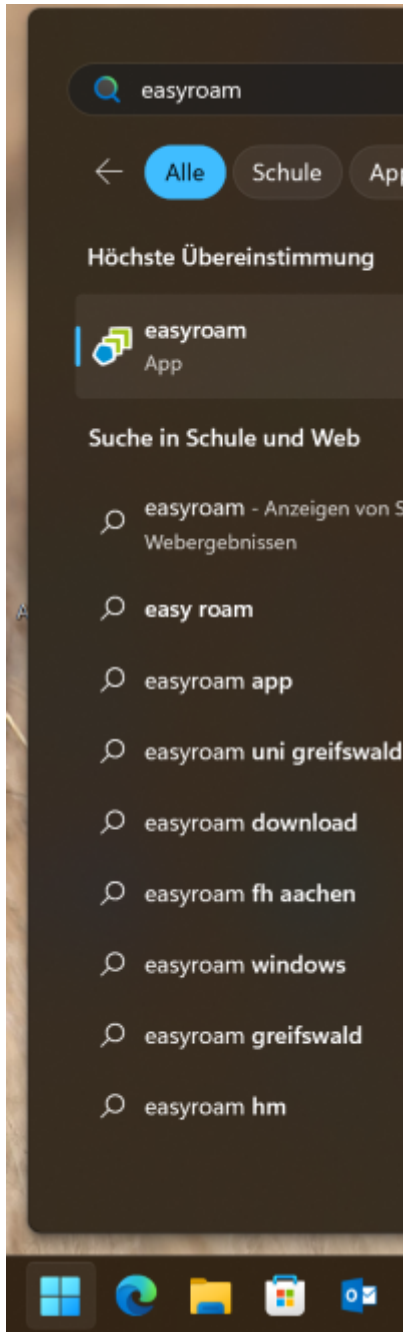 easyroam
Alle Schule App
Höchste Übereinstimmung
easyroam
App
Suche in Schule und Web
easyroam - Anzeigen von S
Webergebnissen
easy roam
easyroam app
easyroam uni greifswald
easyroam download
easyroam fh aachen
easyroam windows
easyroam greifswald
easyroam hm